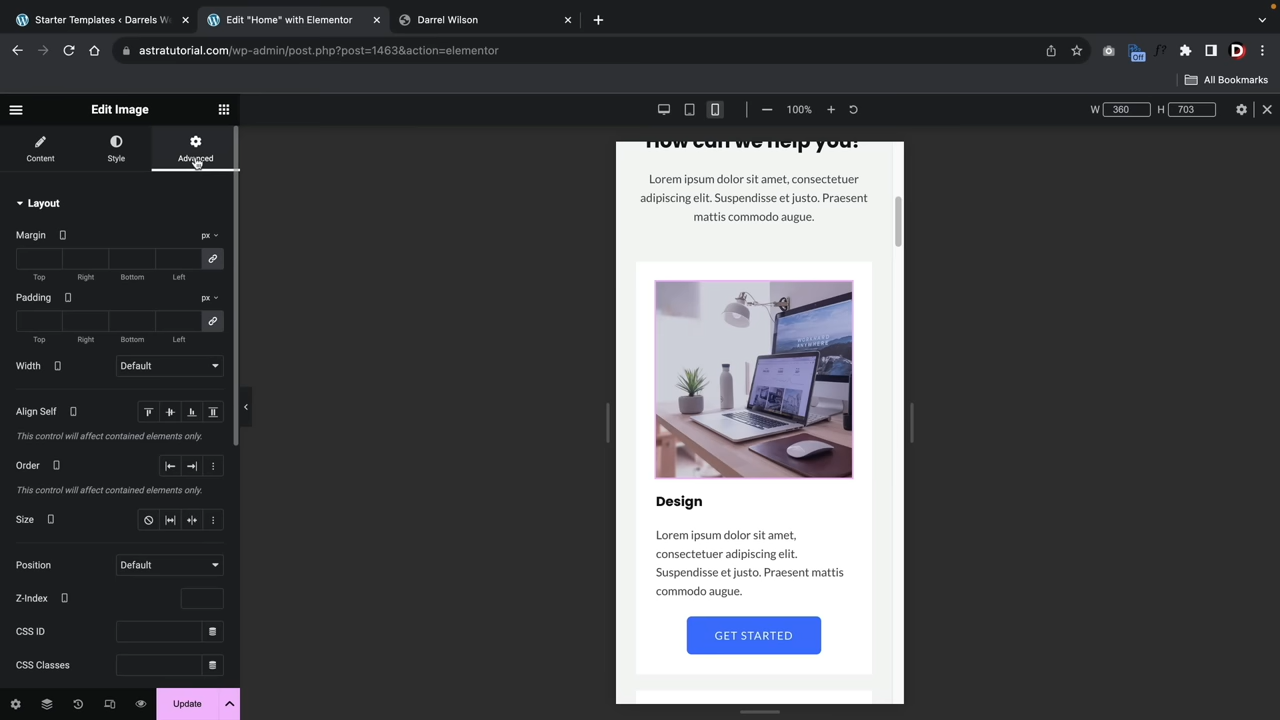 Starter Templates ‹ Darrels We
Edit "Home" with Elementor
Darrel Wilson
astratutorial.com/wp-admin/post.php?post=1463&action=elementor
Off
f?
D
All Bookmarks
Edit Image
100%
W 360 H 703
Content Style Advanced
Layout
Margin px
Top Right Bottom Left
Padding px
Top Right Bottom Left
Width Default
Align Self
This control will affect contained elements only.
Order
This control will affect contained elements only.
Size
Position Default
Z-Index
CSS ID
CSS Classes
Update
How can we help you?
Lorem ipsum dolor sit amet, consectetuer
adipiscing elit. Suspendisse et justo. Praesent
mattis commodo augue.
Design
Lorem ipsum dolor sit amet,
consectetuer adipiscing elit.
Suspendisse et justo. Praesent mattis
commodo augue.
GET STARTED